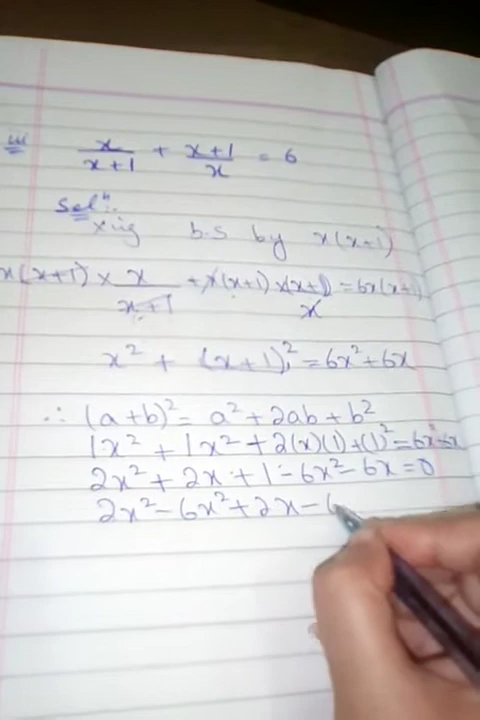 iii x/(x+1) + (x+1)/x = 6
Solⁿ:
xing b.s by x(x+1)
x(x+1) × x/(x+1) + x(x+1) x(x+1)/x = 6x(x+1)
x² + (x+1)² = 6x²+6x
∴ (a+b)² = a²+2ab+b²
1x² + 1x² + 2(x)(1)+(1)² = 6x²+6x
2x² + 2x + 1 - 6x² - 6x = 0
2x² - 6x² + 2x - 6